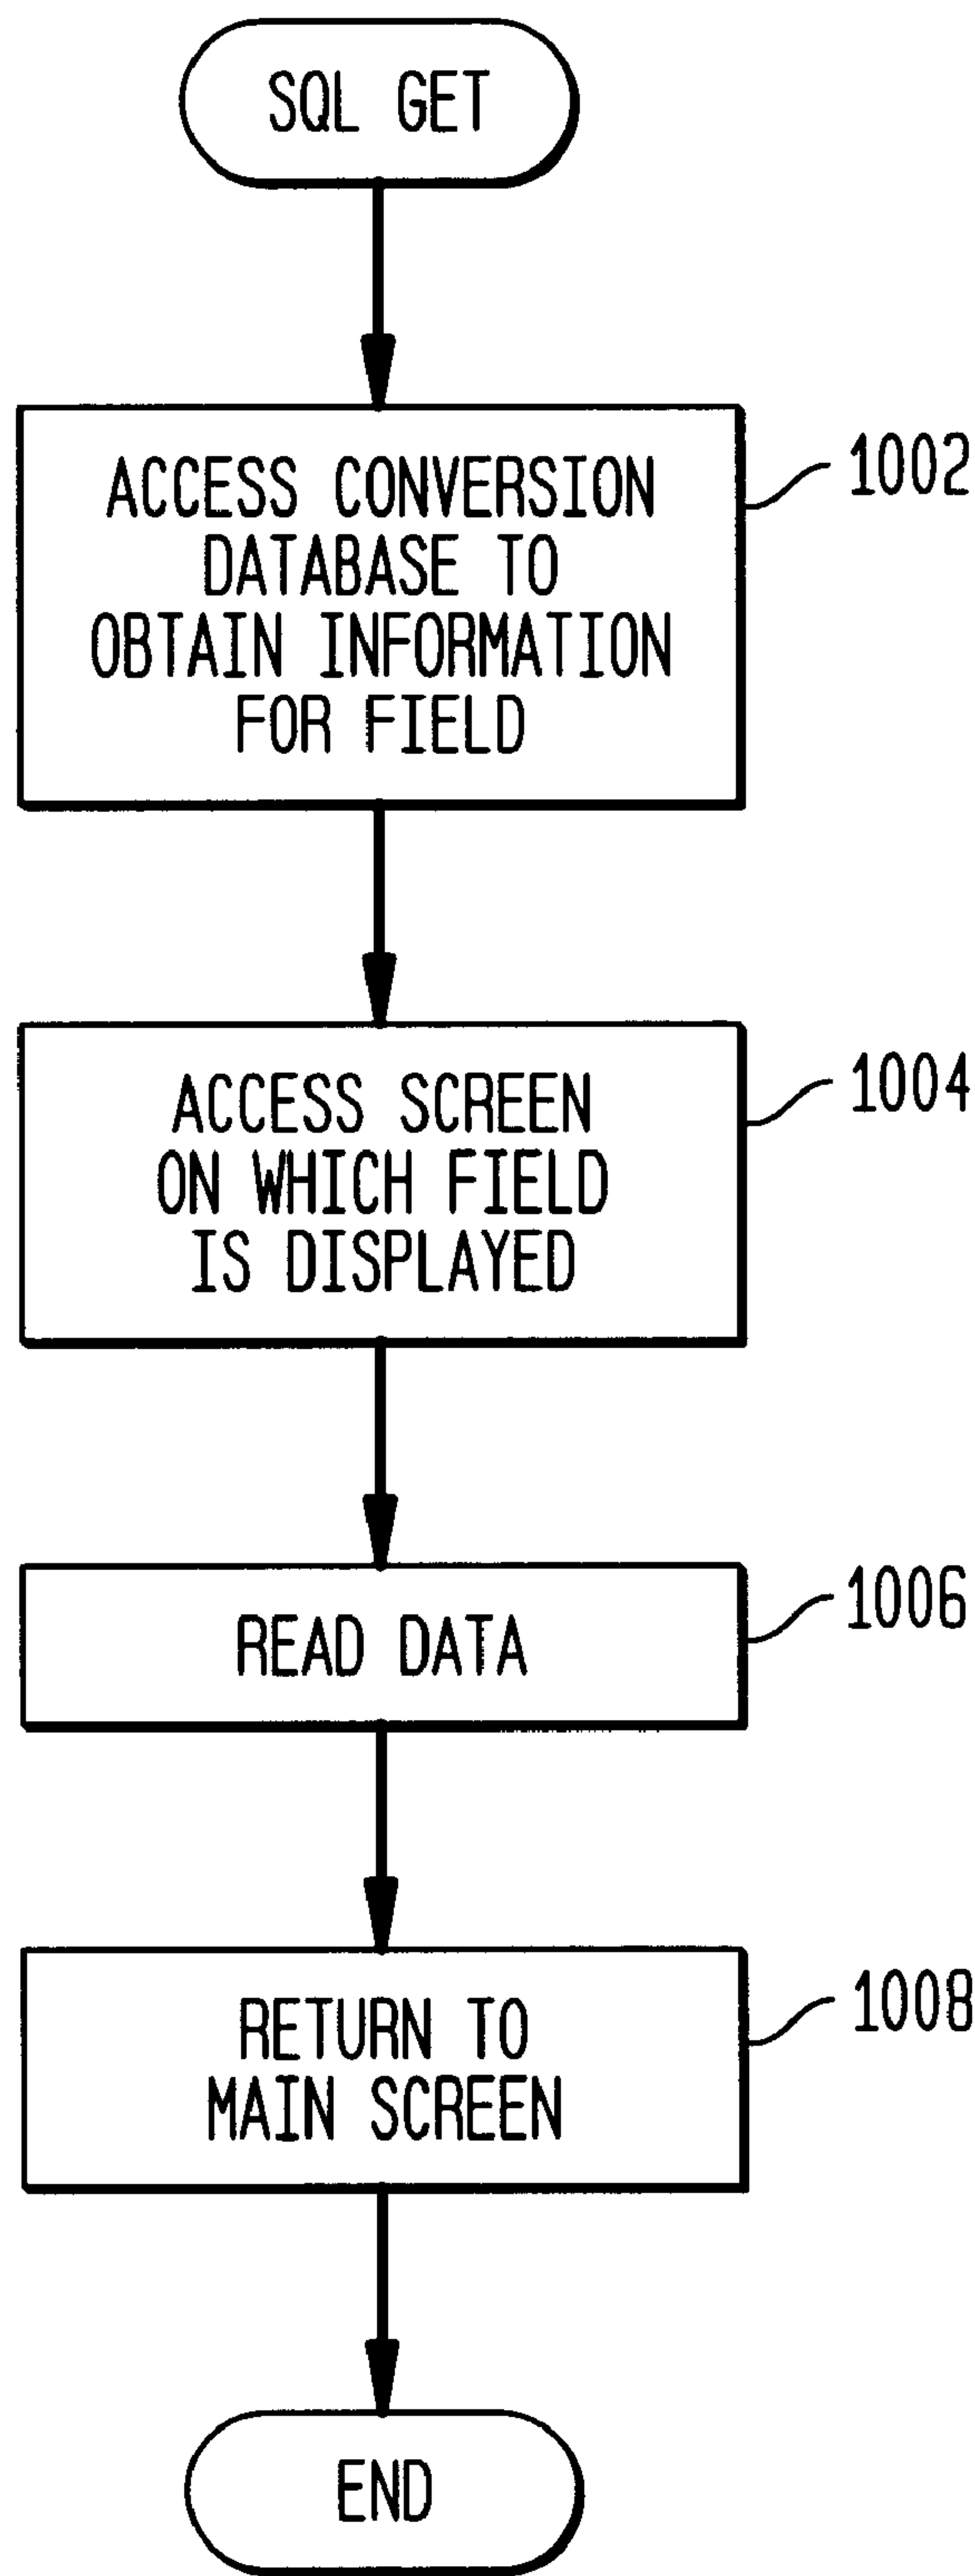 SQL GET
ACCESS CONVERSION
DATABASE TO
OBTAIN INFORMATION
FOR FIELD
1002
ACCESS SCREEN
ON WHICH FIELD
IS DISPLAYED
1004
READ DATA
1006
RETURN TO
MAIN SCREEN
1008
END